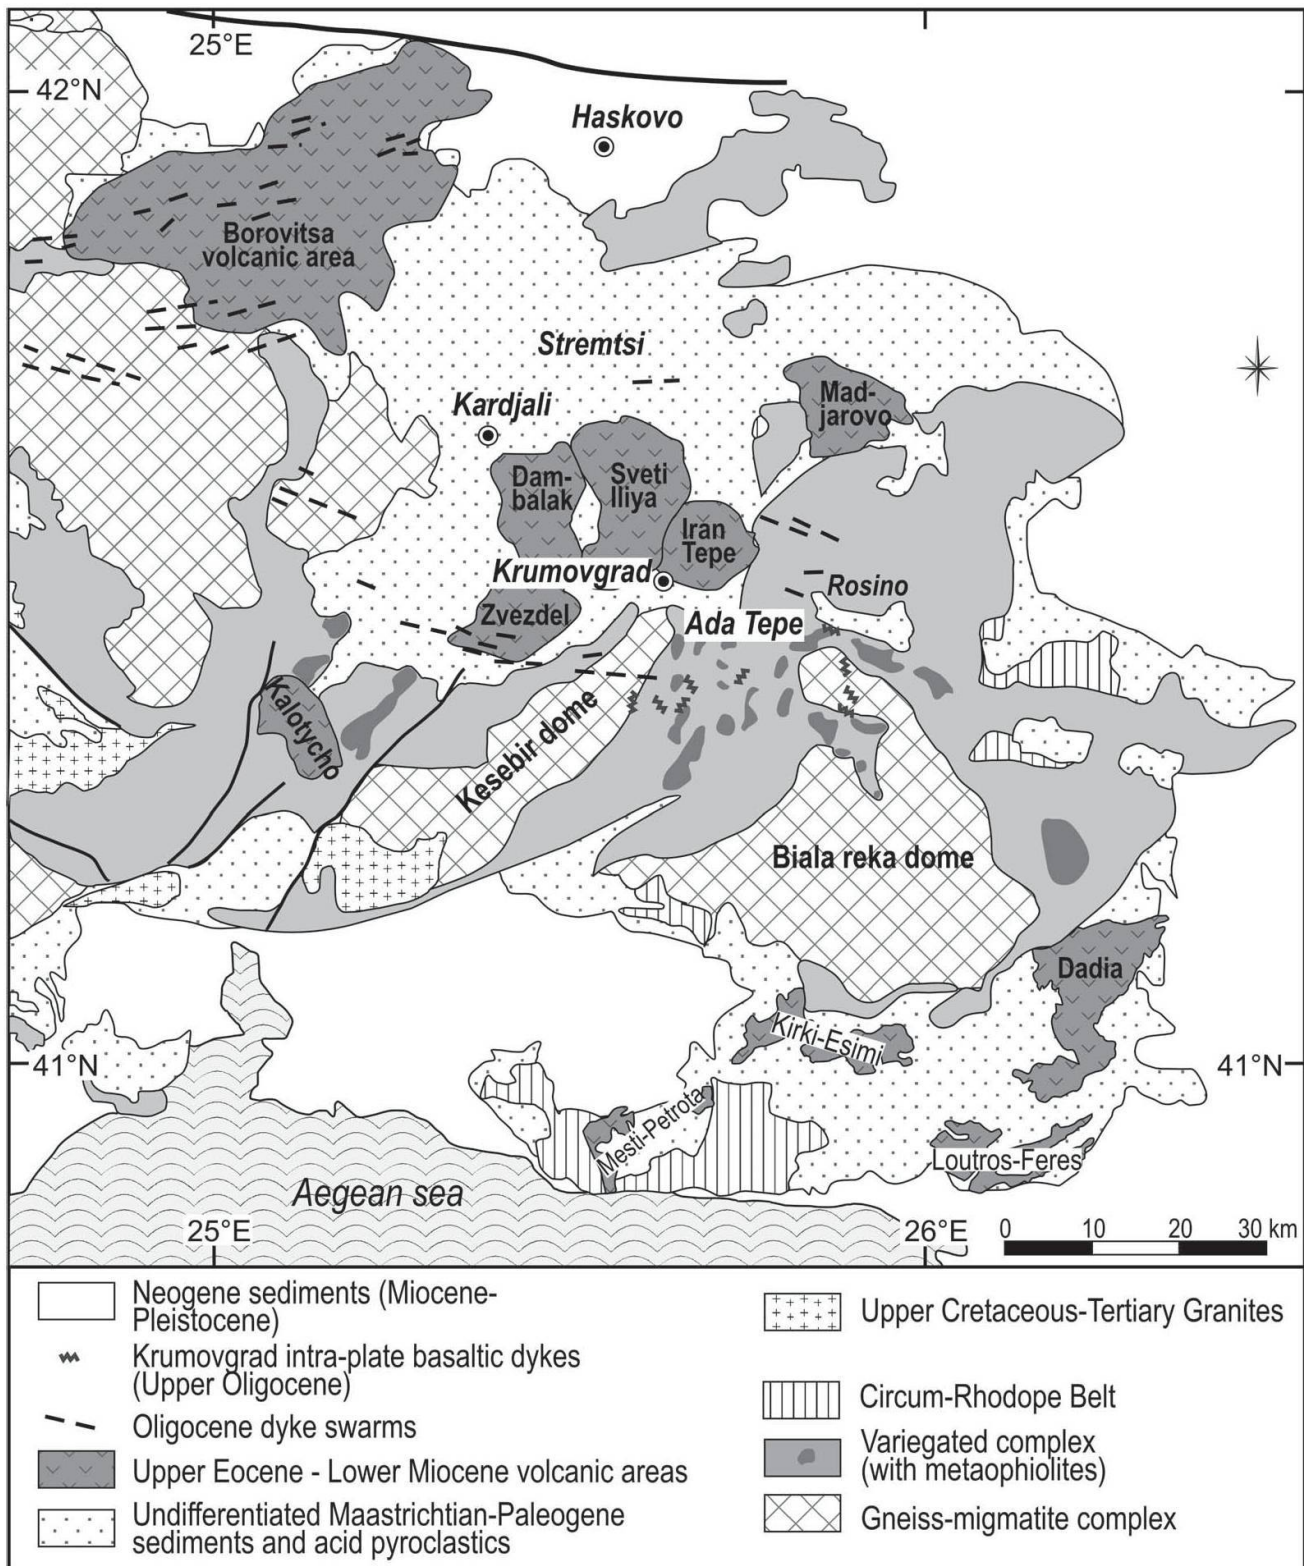 25°E
42°N
Haskovo
Borovitsa
volcanic area
Stremtsi
Mad-
jarovo
Kardjali
Dam-
balak
Sveti
Iliya
Iran
Tepe
Krumovgrad
Rosino
Zvezdel
Ada Tepe
Kalotycho
Kesebir dome
Biala reka dome
Dadia
Kirki-Esimi
41°N
41°N
Mesti-Petrota
Loutros-Feres
Aegean sea
25°E
26°E
0 10 20 30 km
Neogene sediments (Miocene-
Pleistocene)
Krumovgrad intra-plate basaltic dykes
(Upper Oligocene)
Oligocene dyke swarms
Upper Eocene - Lower Miocene volcanic areas
Undifferentiated Maastrichtian-Paleogene
sediments and acid pyroclastics
Upper Cretaceous-Tertiary Granites
Circum-Rhodope Belt
Variegated complex
(with metaophiolites)
Gneiss-migmatite complex